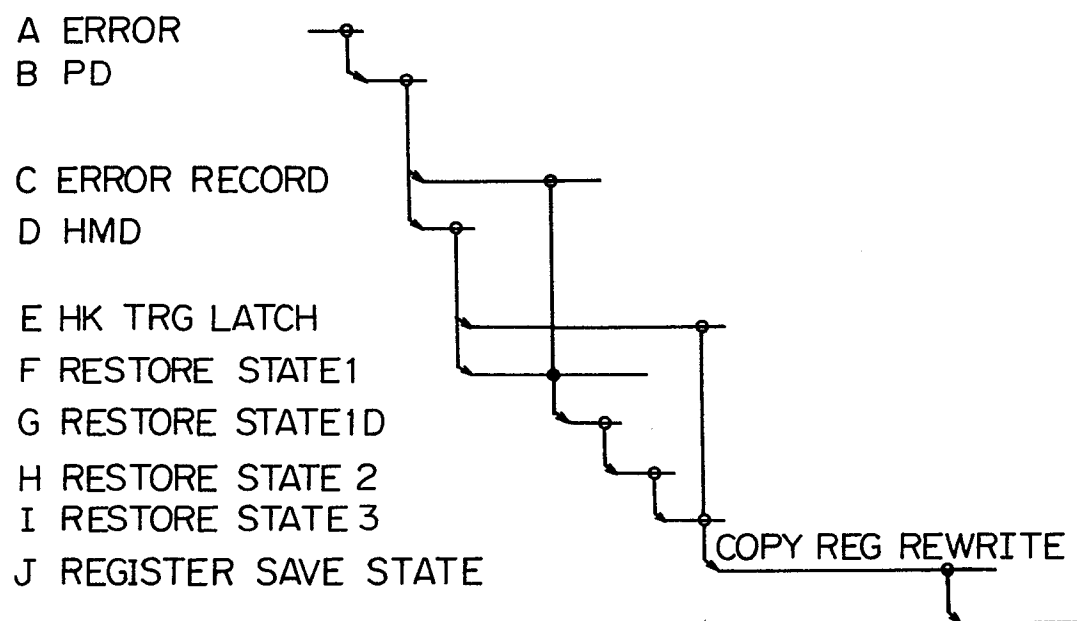 A ERROR
B PD
C ERROR RECORD
D HMD
E HK TRG LATCH
F RESTORE STATE1
G RESTORE STATE1D
H RESTORE STATE 2
I RESTORE STATE 3
COPY REG REWRITE
J REGISTER SAVE STATE